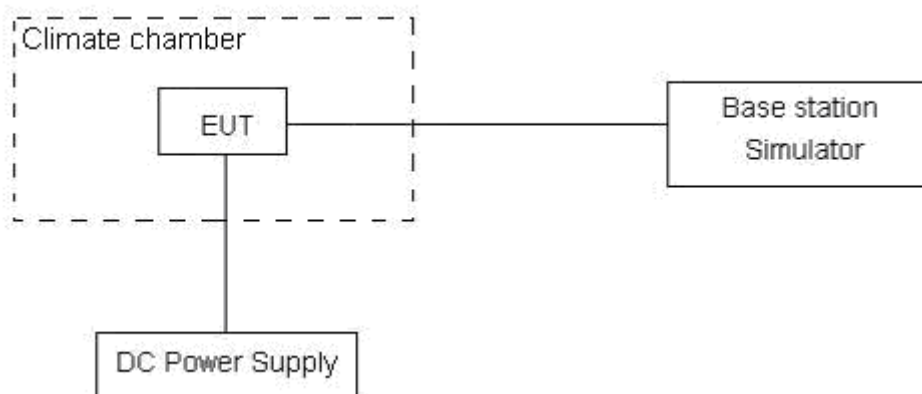 Climate chamber
EUT
Base station
Simulator
DC Power Supply